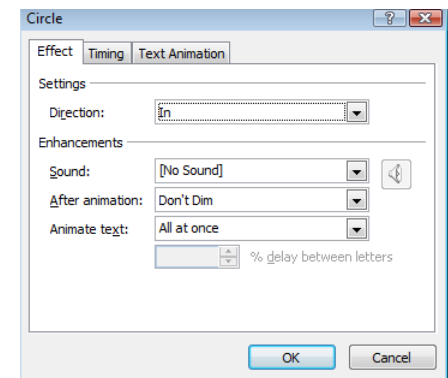 Circle
Effect Timing Text Animation
Settings
Direction: In
Enhancements
Sound: [No Sound]
After animation: Don't Dim
Animate text: All at once
% delay between letters
OK Cancel